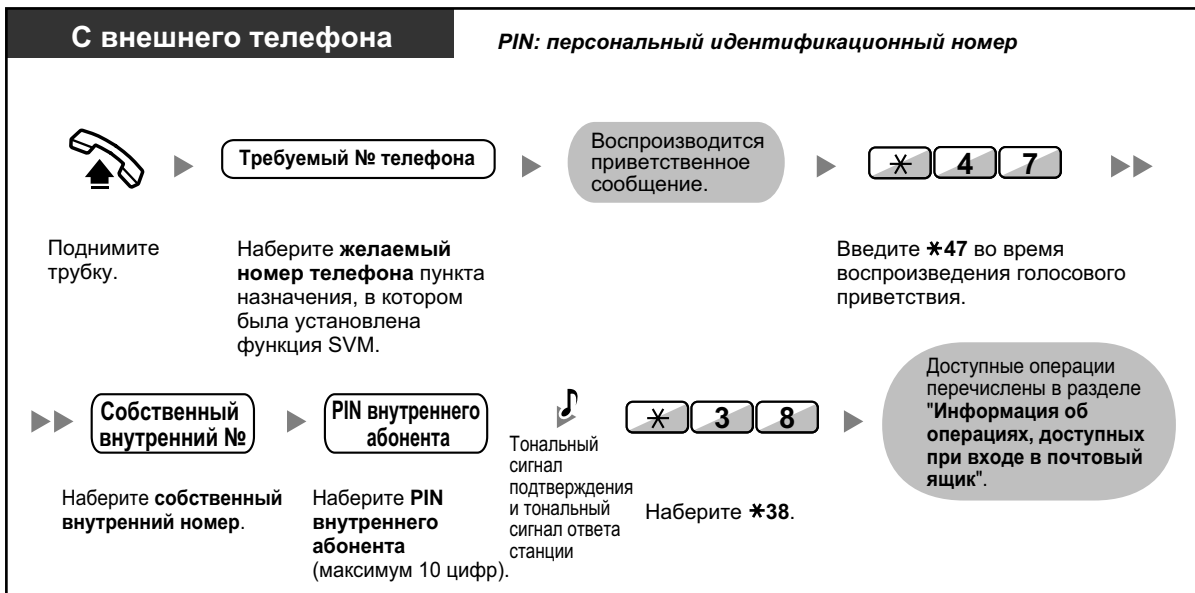 С внешнего телефона
PIN: персональный идентификационный номер
Требуемый № телефона
Воспроизводится
приветственное
сообщение.
* 4 7
Поднимите
трубку.
Наберите желаемый
номер телефона пункта
назначения, в котором
была установлена
функция SVM.
Введите *47 во время
воспроизведения голосового
приветствия.
Собственный
внутренний №
PIN внутреннего
абонента
Тональный
сигнал
подтверждения
и тональный
сигнал ответа
станции
* 3 8
Доступные операции
перечислены в разделе
"Информация об
операциях, доступных
при входе в почтовый
ящик".
Наберите собственный
внутренний номер.
Наберите PIN
внутреннего
абонента
(максимум 10 цифр).
Наберите *38.